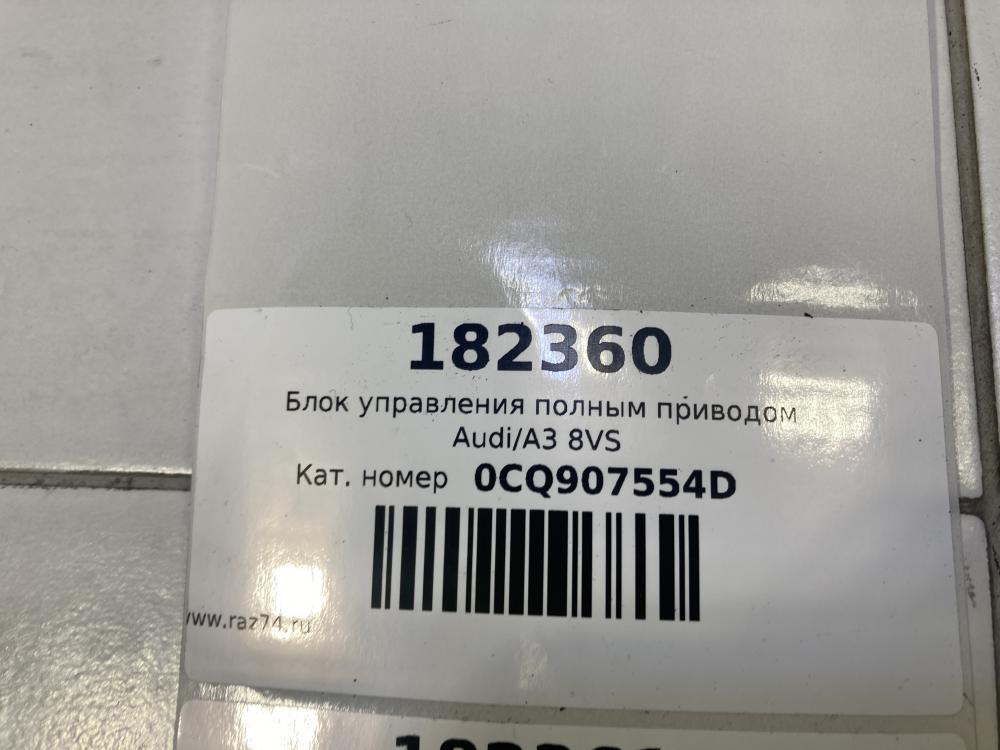 182360
Блок управления полным приводом
Audi/A3 8VS
Кат. номер 0CQ907554D
www.raz74.ru